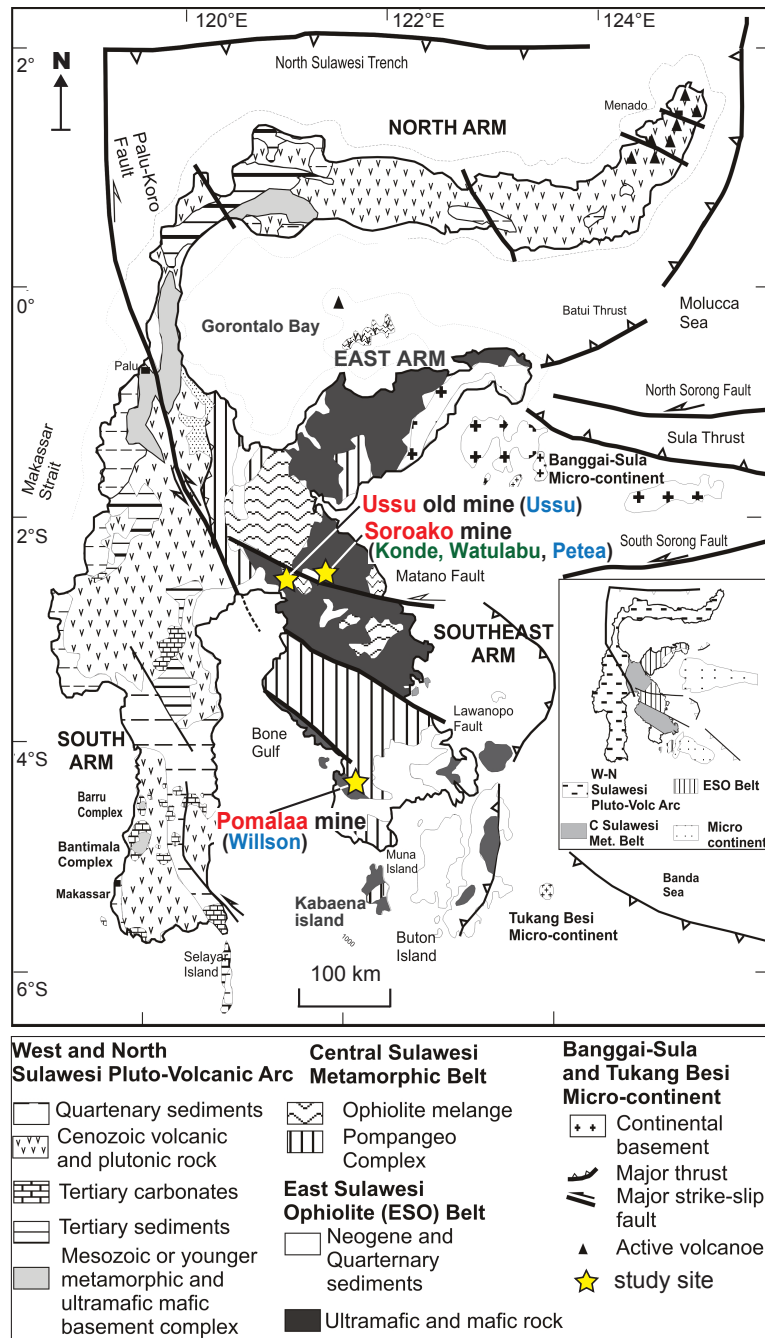 120°E
122°E
124°E
2°
N
North Sulawesi Trench
Palu-Koro
Fault
NORTH ARM
Menado
0°
Gorontalo Bay
Batui Thrust
Molucca
Sea
EAST ARM
Palu
North Sorong Fault
Makassar
Strait
Sula Thrust
Banggai-Sula
Micro-continent
Ussu old mine (Ussu)
2°S
Soroako mine
(Konde, Watulabu, Petea)
South Sorong Fault
Matano Fault
SOUTHEAST
ARM
Lawanopo
Fault
Bone
Gulf
4°S
SOUTH
ARM
W-N
Sulawesi
Pluto-Volc Arc
ESO Belt
C Sulawesi
Met. Belt
Micro
continent
Barru
Complex
Bantimala
Complex
Pomalaa mine
(Willson)
Muna
Island
Makassar
Kabaena
island
Banda
Sea
Tukang Besi
Micro-continent
1000
Buton
Island
Selayar
Island
6°S
100 km
West and North
Sulawesi Pluto-Volcanic Arc
Quartenary sediments
Cenozoic volcanic
and plutonic rock
Tertiary carbonates
Tertiary sediments
Mesozoic or younger
metamorphic and
ultramafic mafic
basement complex
Central Sulawesi
Metamorphic Belt
Ophiolite melange
Pompangeo
Complex
East Sulawesi
Ophiolite (ESO) Belt
Neogene and
Quarternary
sediments
Ultramafic and mafic rock
Banggai-Sula
and Tukang Besi
Micro-continent
Continental
basement
Major thrust
Major strike-slip
fault
Active volcanoe
study site